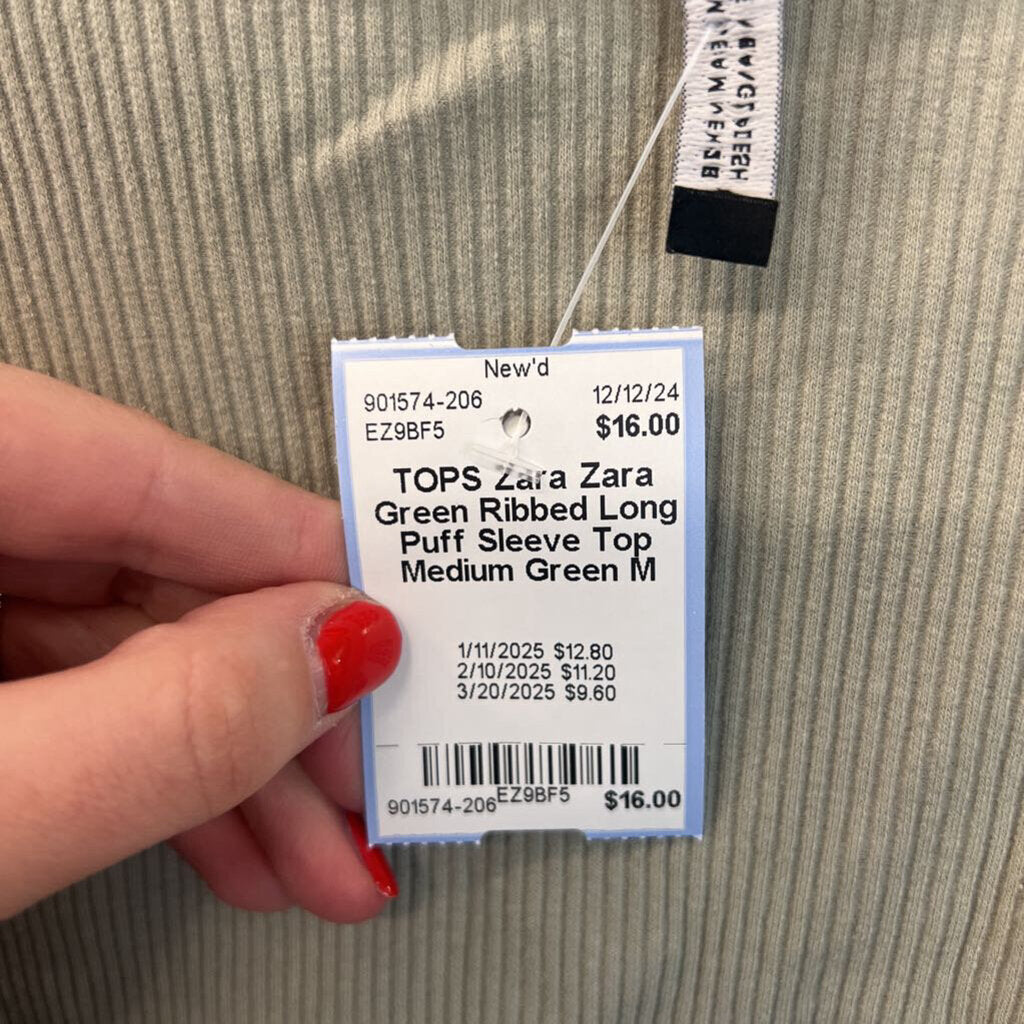 New'd
901574-206 12/12/24
EZ9BF5 $16.00
TOPS Zara Zara
Green Ribbed Long
Puff Sleeve Top
Medium Green M
1/11/2025 $12.80
2/10/2025 $11.20
3/20/2025 $9.60
901574-206 EZ9BF5 $16.00